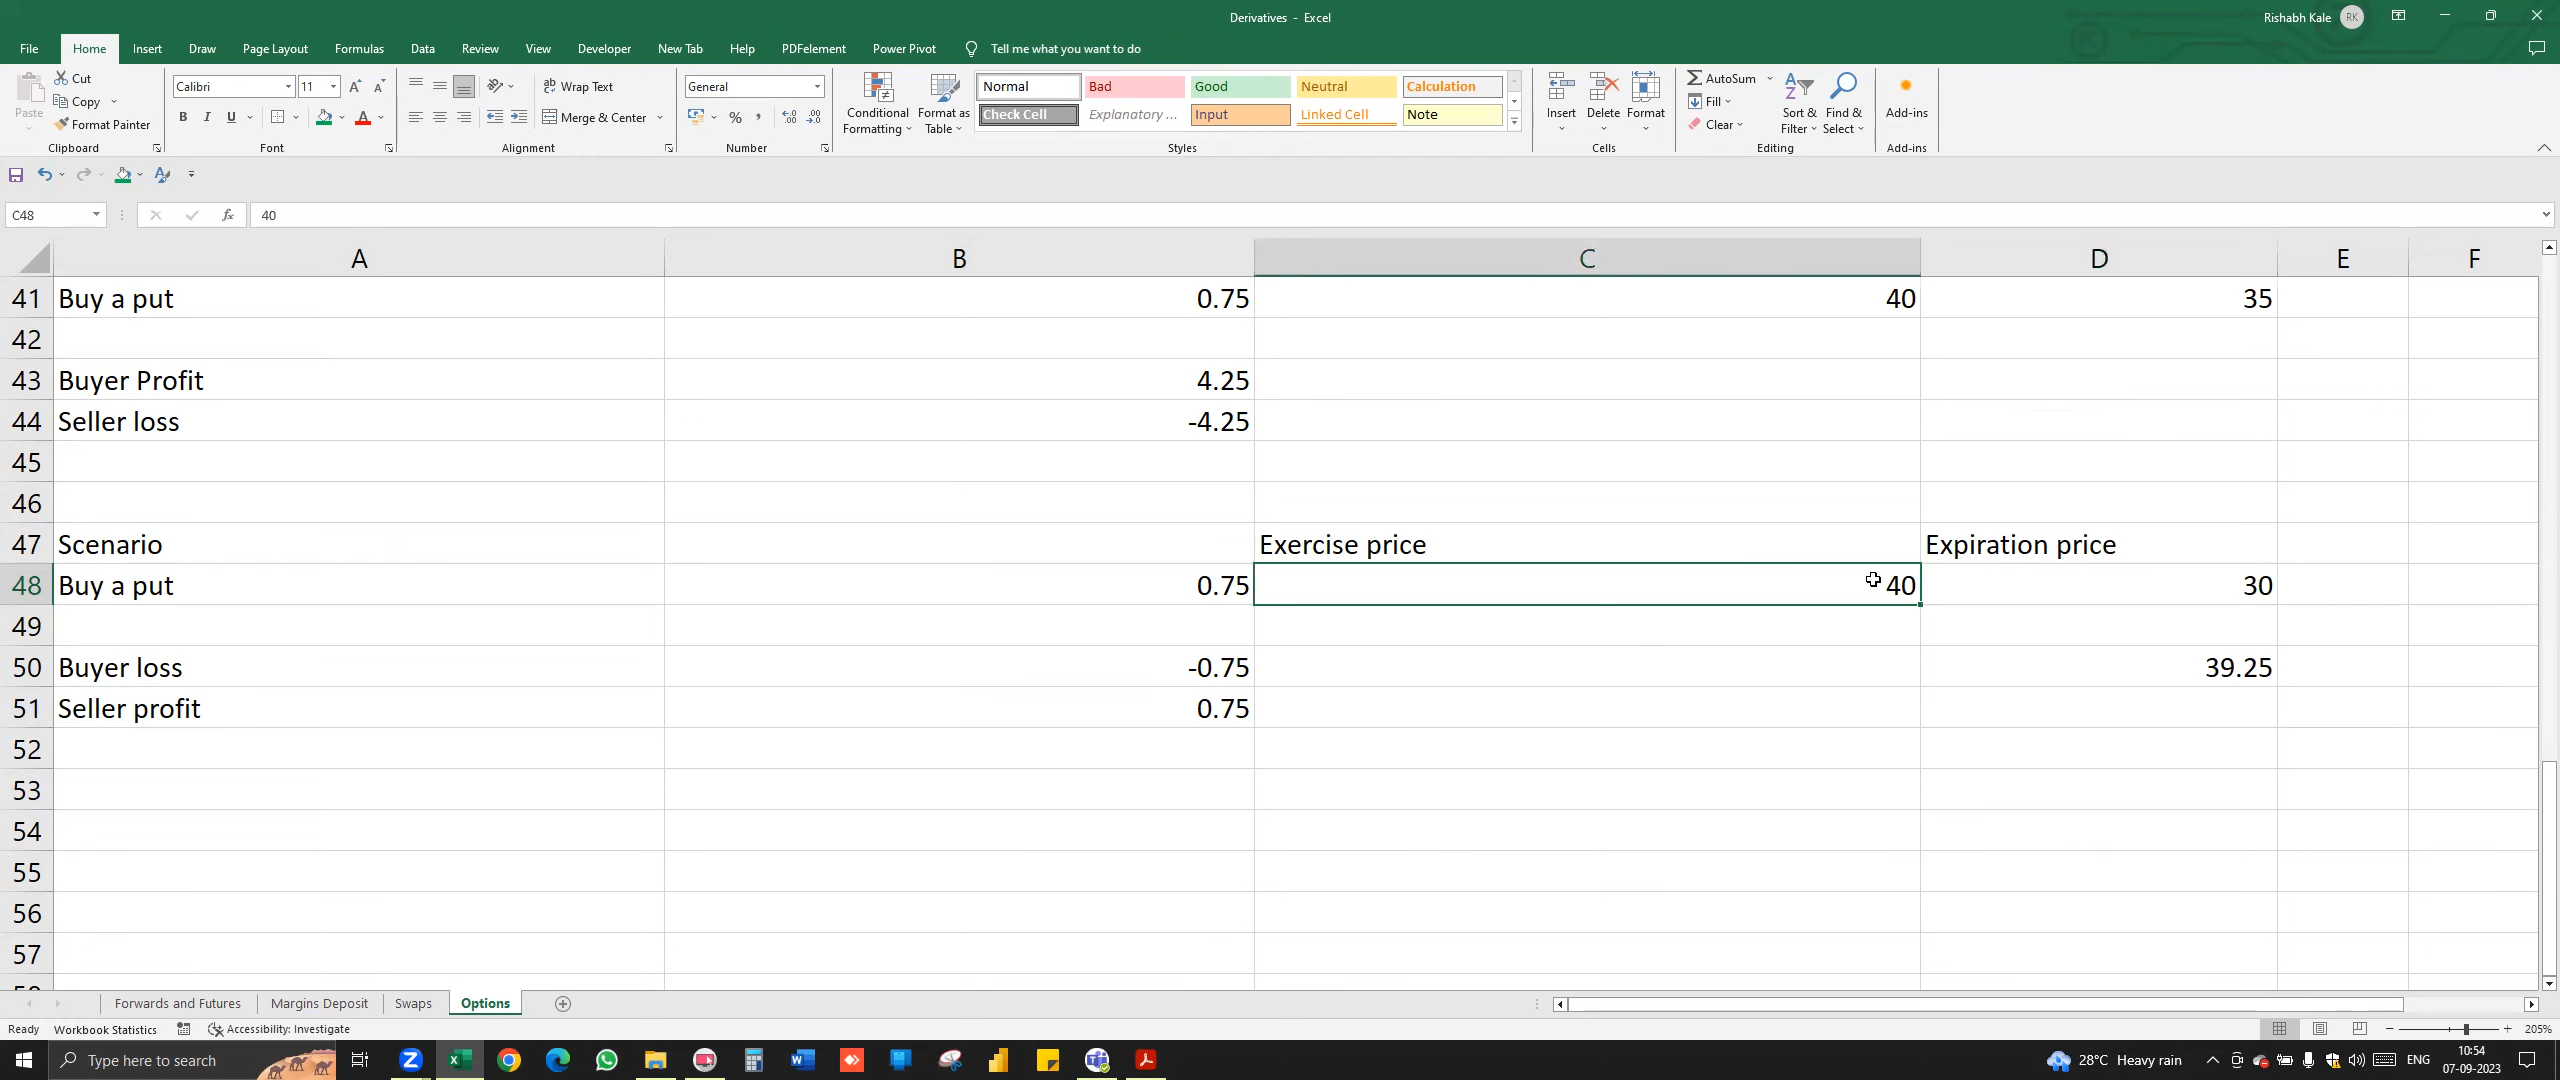 Derivatives - Excel
Rishabh Kale
RK
File Home Insert Draw Page Layout Formulas Data Review View Developer New Tab Help PDFelement Power Pivot Tell me what you want to do
Paste
Cut
Copy
Format Painter
Clipboard
Calibri 11
B I U
Font
Wrap Text
Merge & Center
Alignment
General
Number
Conditional Formatting
Format as Table
Normal Bad Good Neutral Calculation
Check Cell Explanatory ... Input Linked Cell Note
Styles
Insert Delete Format
Cells
AutoSum
Fill
Clear
Sort & Filter
Find & Select
Editing
Add-ins
Add-ins
C48 fx 40
A B C D E F
41 Buy a put 0.75 40 35
42
43 Buyer Profit 4.25
44 Seller loss -4.25
45
46
47 Scenario Exercise price Expiration price
48 Buy a put 0.75 40 30
49
50 Buyer loss -0.75 39.25
51 Seller profit 0.75
52
53
54
55
56
57
Forwards and Futures Margins Deposit Swaps Options
Ready Workbook Statistics Accessibility: Investigate 205%
Type here to search
28°C Heavy rain
ENG
10:54
07-09-2023